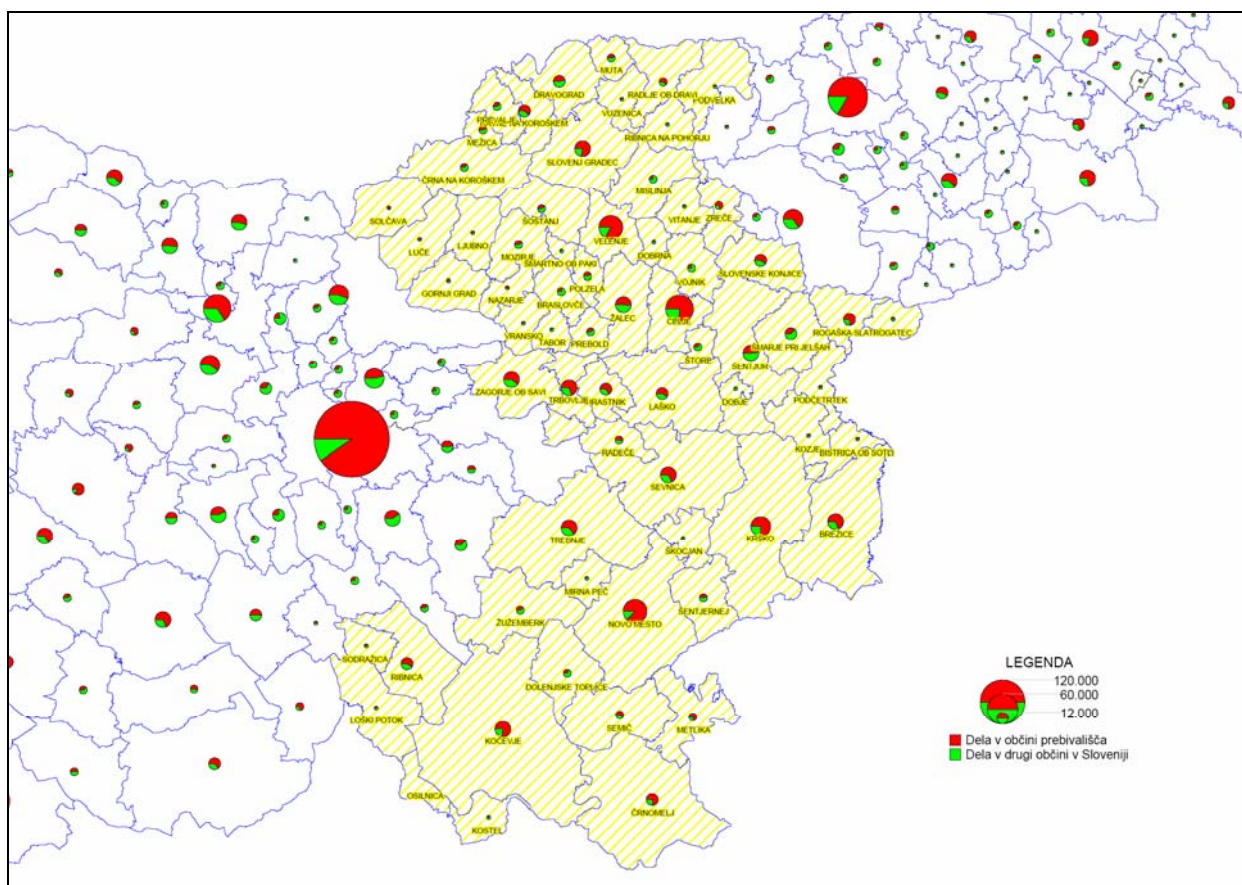 MUTA
DRAVOGRAD
RADLJE OB DRAVI
PODVELKA
VUZENICA
PREVALJE
RAVNE NA KOROŠKEM
RIBNICA NA POHORJU
MEŽICA
SLOVENJ GRADEC
ČRNA NA KOROŠKEM
MISLINJA
SOLČAVA
ŠOŠTANJ
VITANJE
ZREČE
VELENJE
LUČE
LJUBNO
MOZIRJE
DOBRNA
ŠMARTNO OB PAKI
VOJNIK
SLOVENSKE KONJICE
GORNJI GRAD
NAZARJE
POLZELA
BRASLOVČE
ŽALEC
CELJE
VRANSKO
TABOR
PREBOLD
ROGAŠKA SLATINA
ROGATEC
ŠTORE
ŠMARJE PRI JELŠAH
ŠENTJUR
ZAGORJE OB SAVI
TRBOVLJE
HRASTNIK
LAŠKO
DOBJE
PODČETRTEK
RADEČE
KOZJE
BISTRICA OB SOTLI
SEVNICA
TREBNJE
ŠKOCJAN
KRŠKO
BREŽICE
MIRNA PEČ
ŽUŽEMBERK
NOVO MESTO
ŠENTJERNEJ
SODRAŽICA
RIBNICA
DOLENJSKE TOPLICE
LOŠKI POTOK
SEMIČ
METLIKA
KOČEVJE
OSILNICA
KOSTEL
ČRNOMELJ
LEGENDA
120.000
60.000
12.000
Dela v občini prebivališča
Dela v drugi občini v Sloveniji